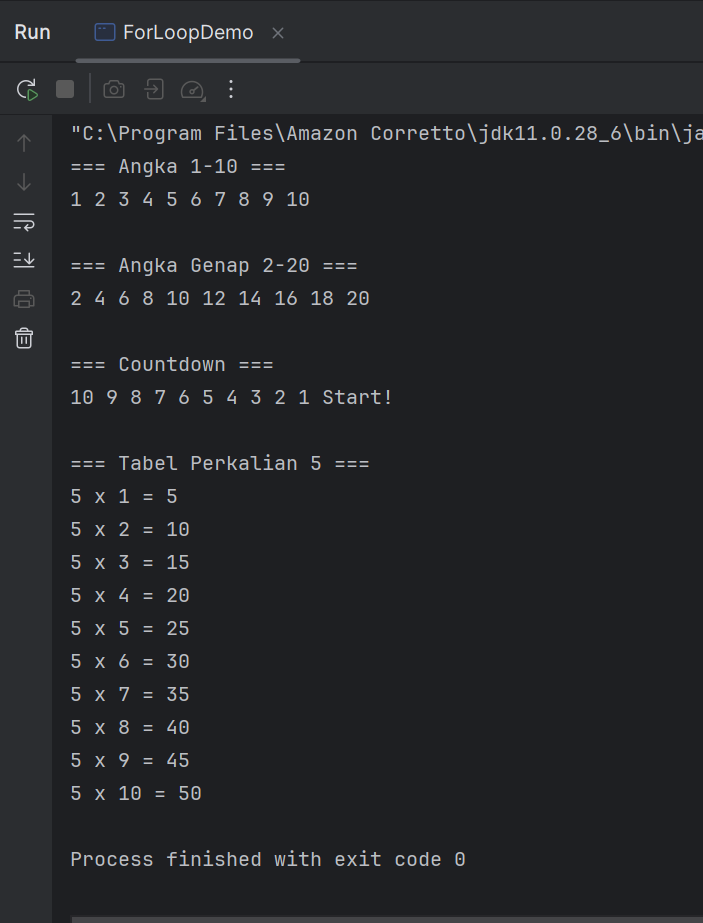 Run ForLoopDemo
"C:\Program Files\Amazon Corretto\jdk11.0.28_6\bin\ja
=== Angka 1-10 ===
1 2 3 4 5 6 7 8 9 10
=== Angka Genap 2-20 ===
2 4 6 8 10 12 14 16 18 20
=== Countdown ===
10 9 8 7 6 5 4 3 2 1 Start!
=== Tabel Perkalian 5 ===
5 x 1 = 5
5 x 2 = 10
5 x 3 = 15
5 x 4 = 20
5 x 5 = 25
5 x 6 = 30
5 x 7 = 35
5 x 8 = 40
5 x 9 = 45
5 x 10 = 50
Process finished with exit code 0